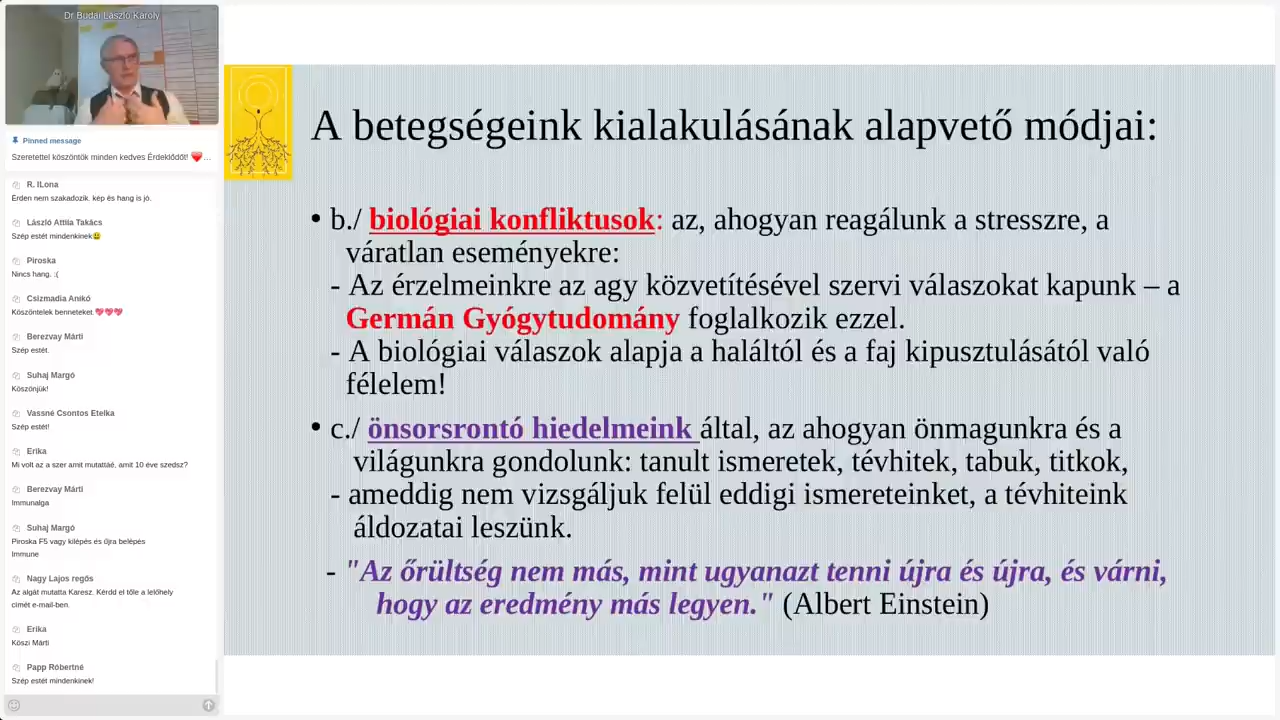 Dr Budai László Károly
Pinned message
Szeretettel köszöntök minden kedves Érdeklődőt! ❤️...
R. ILona
Érden nem szakadozik. kép és hang is jó.
László Attila Takács
Szép estét mindenkinek😃
Piroska
Nincs hang. :(
Csizmadia Anikó
Köszöntelek benneteket.💖💖💖
Berezvay Márti
Szép estét.
Suhaj Margó
Köszönjük!
Vassné Csontos Etelka
Szép estét!
Erika
Mi volt az a szer amit mutattáé, amit 10 éve szedsz?
Berezvay Márti
Immunalga
Suhaj Margó
Piroska F5 vagy kilépés és újra belépés
Immune
Nagy Lajos regős
Az algát mutatta Karesz. Kérdd el tőle a lelőhely
címét e-mail-ben.
Erika
Köszi Márti
Papp Róbertné
Szép estét mindenkinek!
A betegségeink kialakulásának alapvető módjai:
• b./ biológiai konfliktusok: az, ahogyan reagálunk a stresszre, a
váratlan eseményekre:
- Az érzelmeinkre az agy közvetítésével szervi válaszokat kapunk – a
Germán Gyógytudomány foglalkozik ezzel.
- A biológiai válaszok alapja a haláltól és a faj kipusztulásától való
félelem!
• c./ önsorsrontó hiedelmeink által, az ahogyan önmagunkra és a
világunkra gondolunk: tanult ismeretek, tévhitek, tabuk, titkok,
- ameddig nem vizsgáljuk felül eddigi ismereteinket, a tévhiteink
áldozatai leszünk.
- "Az őrültség nem más, mint ugyanazt tenni újra és újra, és várni,
hogy az eredmény más legyen." (Albert Einstein)